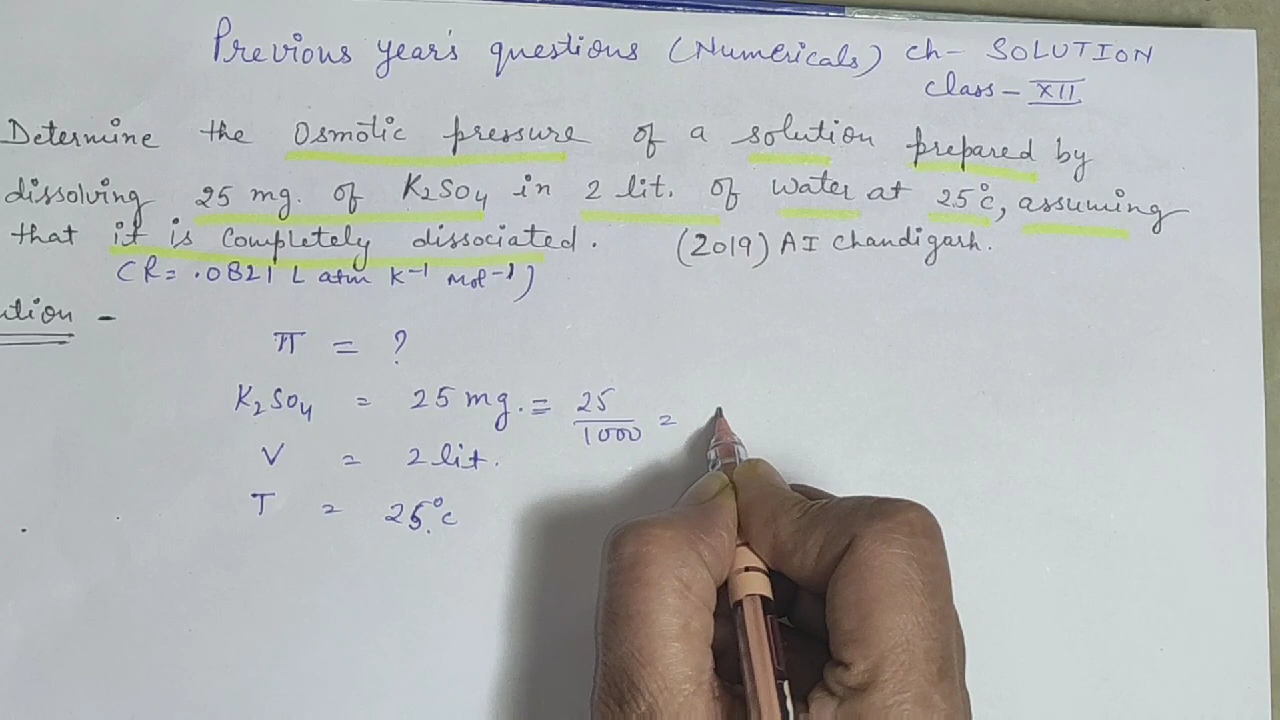 Previous year's questions (Numericals) ch- SOLUTION
Class - XII
Determine the Osmotic pressure of a solution prepared by
dissolving 25 mg. of K₂SO₄ in 2 lit. of water at 25°c, assuming
that it is completely dissociated. (2019) AI Chandigarh.
(R= .0821 L atm K⁻¹ mol⁻¹)
ution -
π = ?
K₂SO₄ = 25 mg. = 25/1000 =
V = 2 lit.
T = 25°c